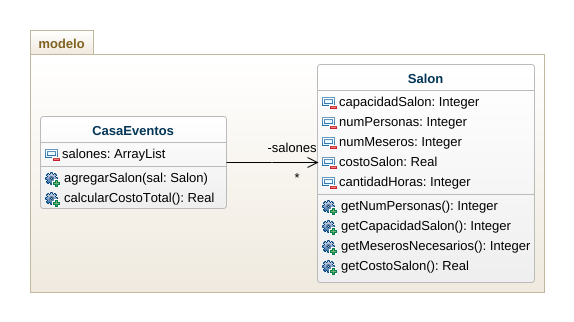 modelo
CasaEventos
salones: ArrayList
agregarSalon(sal: Salon)
calcularCostoTotal(): Real
-salones
*
Salon
capacidadSalon: Integer
numPersonas: Integer
numMeseros: Integer
costoSalon: Real
cantidadHoras: Integer
getNumPersonas(): Integer
getCapacidadSalon(): Integer
getMeserosNecesarios(): Integer
getCostoSalon(): Real